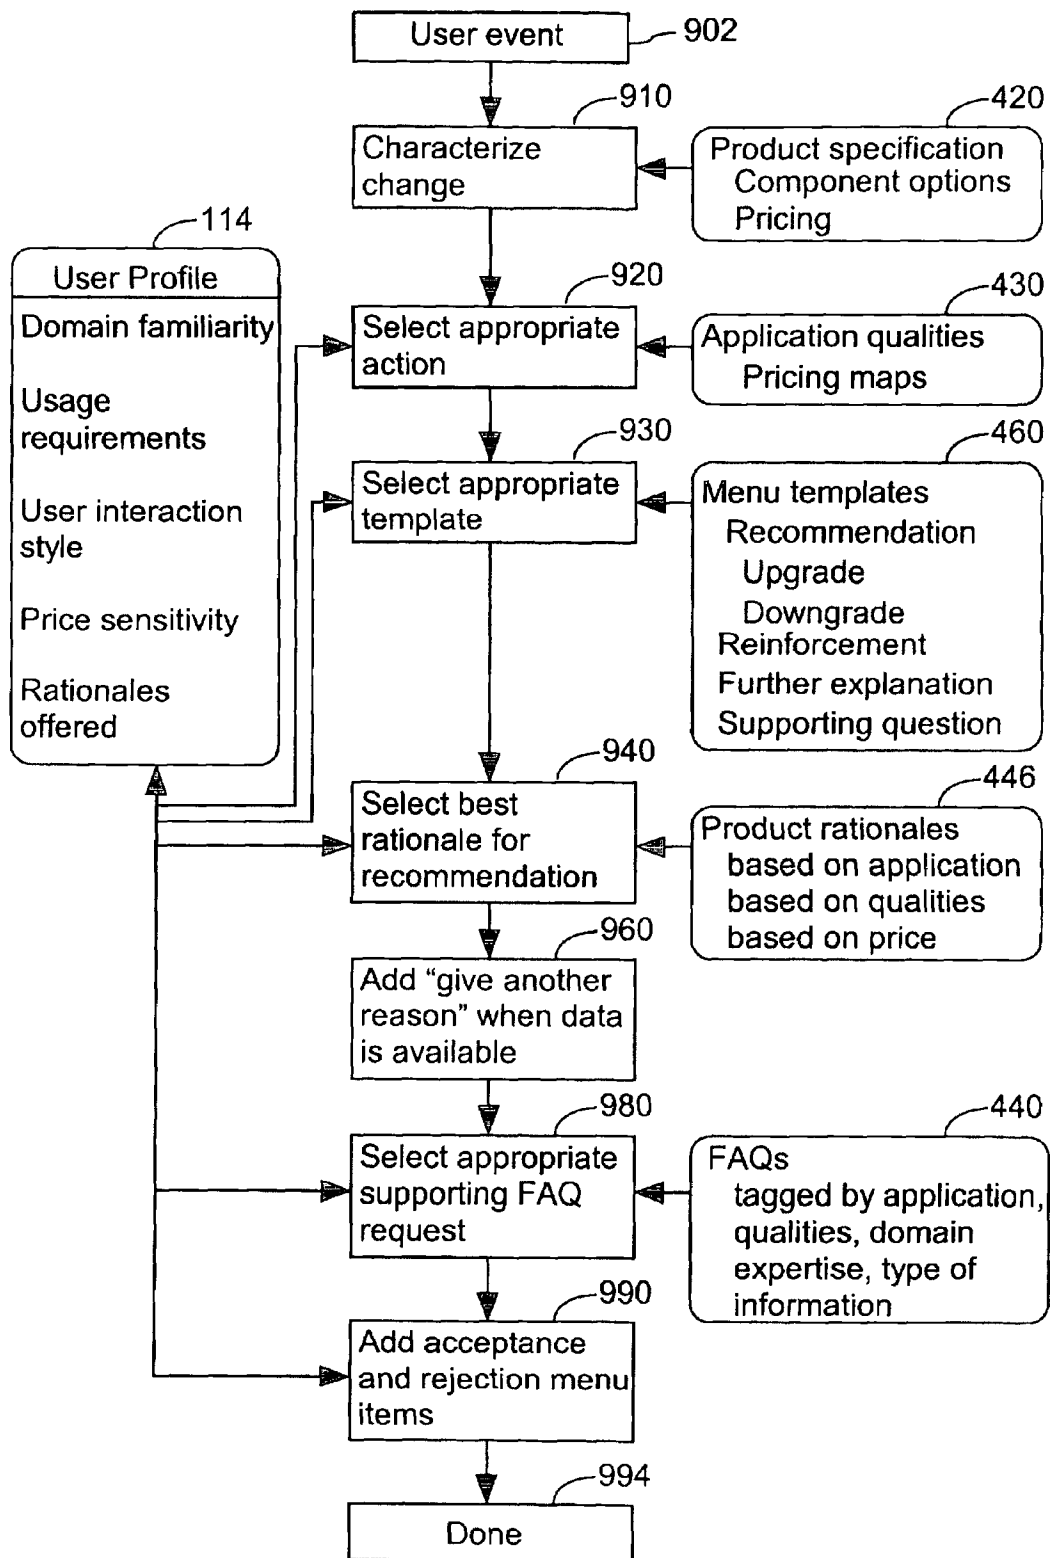 User event
902
910
Characterize
change
420
Product specification
Component options
Pricing
114
User Profile
Domain familiarity
Usage
requirements
User interaction
style
Price sensitivity
Rationales
offered
920
Select appropriate
action
430
Application qualities
Pricing maps
930
Select appropriate
template
460
Menu templates
Recommendation
Upgrade
Downgrade
Reinforcement
Further explanation
Supporting question
940
Select best
rationale for
recommendation
446
Product rationales
based on application
based on qualities
based on price
960
Add “give another
reason” when data
is available
980
Select appropriate
supporting FAQ
request
440
FAQs
tagged by application,
qualities, domain
expertise, type of
information
990
Add acceptance
and rejection menu
items
994
Done